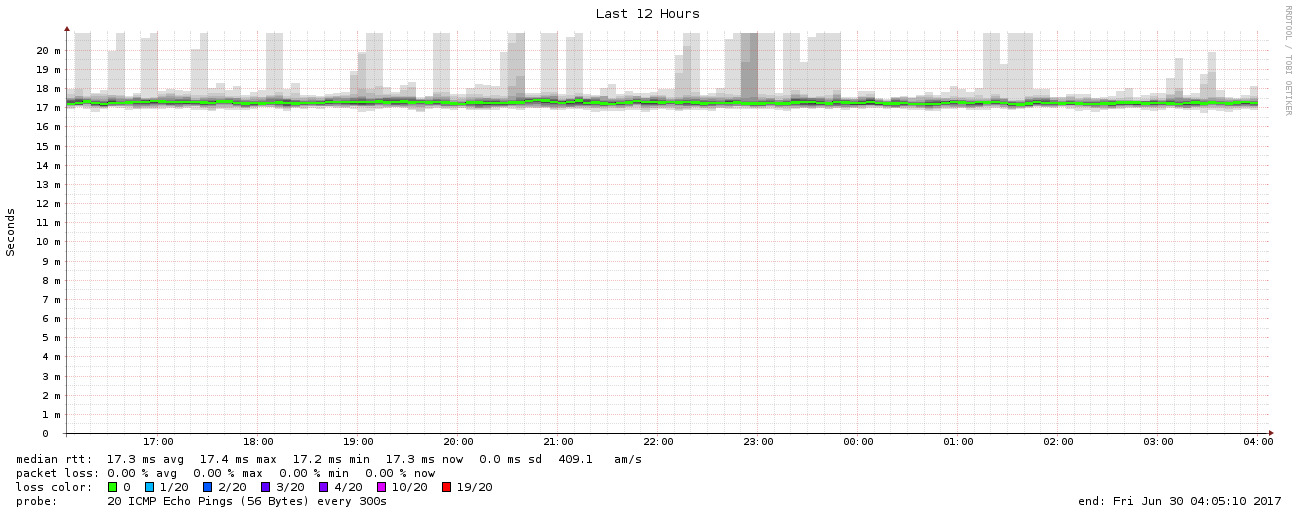 Last 12 Hours
RRDTOOL / TOBI OETIKER
Seconds
20 m
19 m
18 m
17 m
16 m
15 m
14 m
13 m
12 m
11 m
10 m
9 m
8 m
7 m
6 m
5 m
4 m
3 m
2 m
1 m
0
17:00 18:00 19:00 20:00 21:00 22:00 23:00 00:00 01:00 02:00 03:00 04:00
median rtt: 17.3 ms avg 17.4 ms max 17.2 ms min 17.3 ms now 0.0 ms sd 409.1 am/s
packet loss: 0.00 % avg 0.00 % max 0.00 % min 0.00 % now
loss color: 0 1/20 2/20 3/20 4/20 10/20 19/20
probe: 20 ICMP Echo Pings (56 Bytes) every 300s end: Fri Jun 30 04:05:10 2017